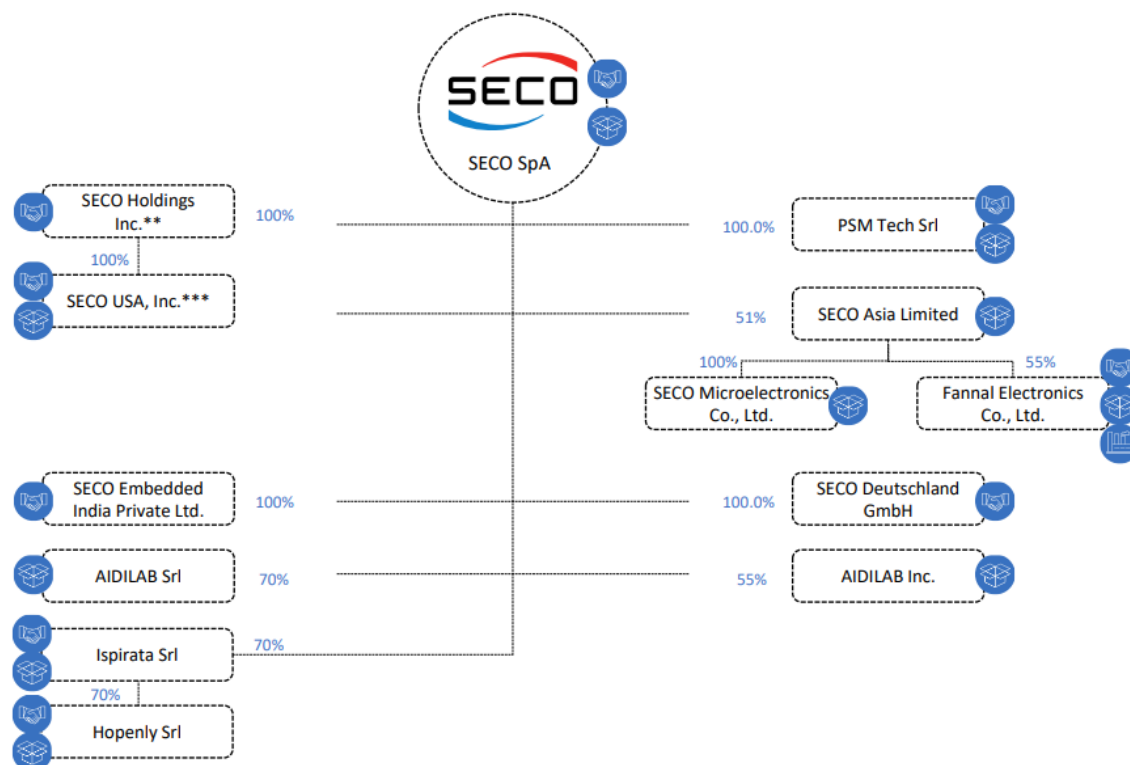 SECO
SECO SpA
SECO Holdings
Inc.**
100%
100.0%
PSM Tech Srl
100%
SECO USA, Inc.***
51%
SECO Asia Limited
100%
55%
SECO Microelectronics
Co., Ltd.
Fannal Electronics
Co., Ltd.
SECO Embedded
India Private Ltd.
100%
100.0%
SECO Deutschland
GmbH
AIDILAB Srl
70%
55%
AIDILAB Inc.
Ispirata Srl
70%
70%
Hopenly Srl